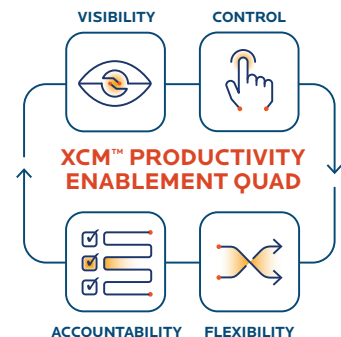 VISIBILITY CONTROL
XCM™ PRODUCTIVITY
ENABLEMENT QUAD
ACCOUNTABILITY FLEXIBILITY